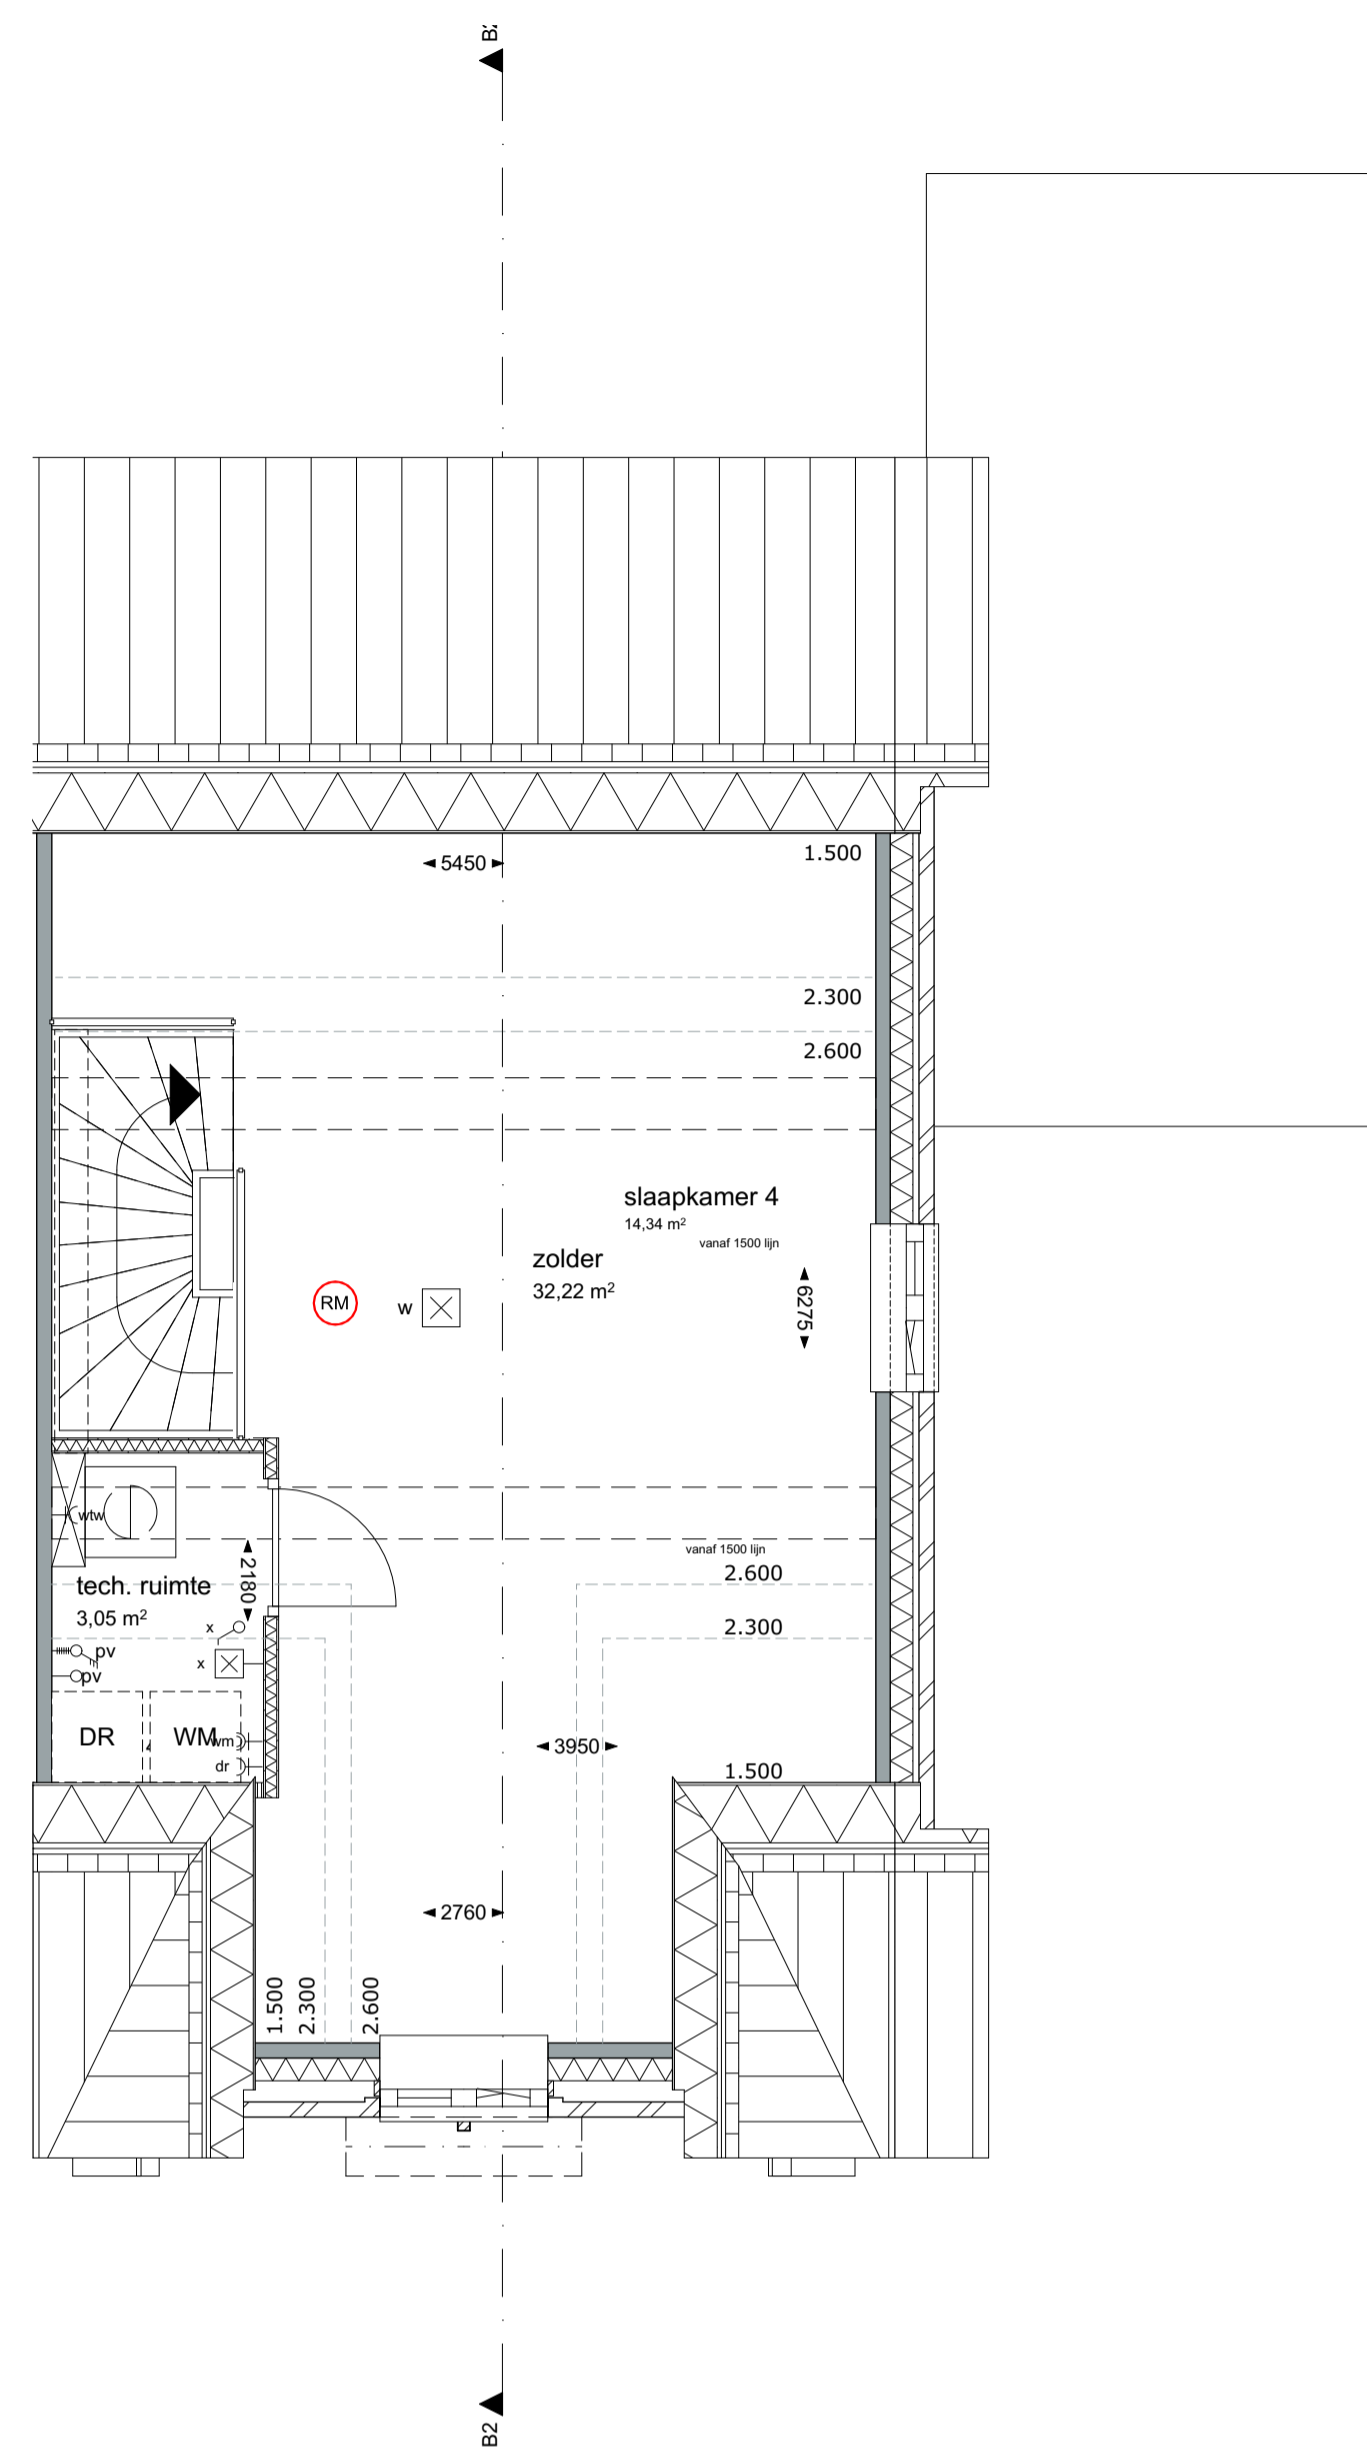 B2
5450
1.500
2.300
2.600
slaapkamer 4
14,34 m²
vanaf 1500 lijn
zolder
32,22 m²
RM
w
6275
wtw
vanaf 1500 lijn
2.600
2180
tech. ruimte
3,05 m²
x
2.300
pv
x
pv
DR
WM
wm
dr
3950
1.500
2760
1.500
2.300
2.600
B2